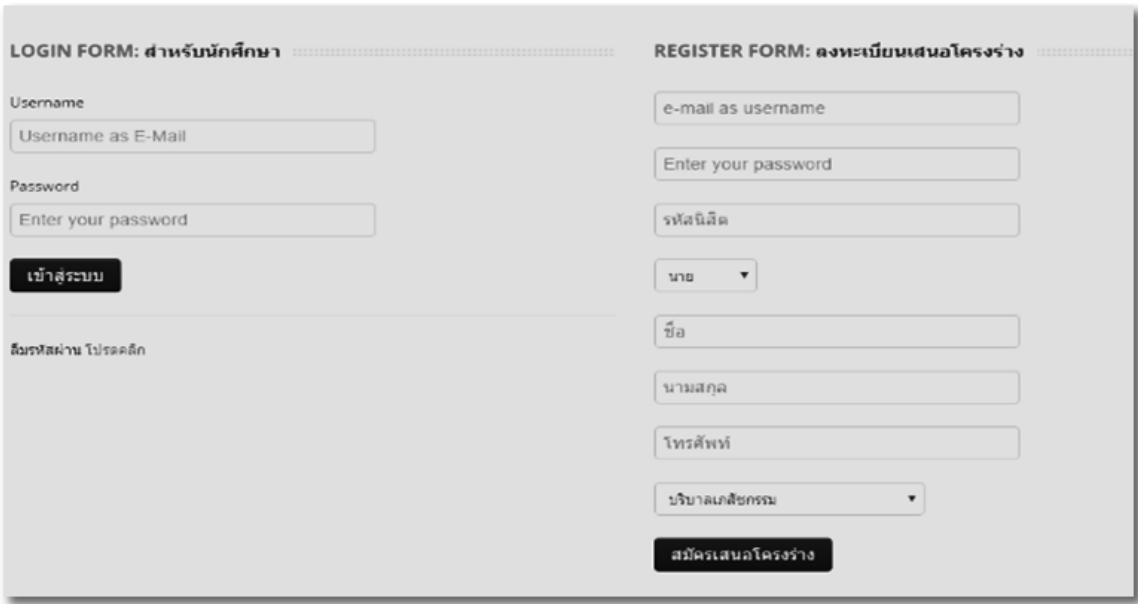 LOGIN FORM: สำหรับนักศึกษา
Username
Username as E-Mail
Password
Enter your password
เข้าสู่ระบบ
ลืมรหัสผ่าน โปรดคลิก
REGISTER FORM: ลงทะเบียนเสนอโครงร่าง
e-mail as username
Enter your password
รหัสนิสิต
นาย
ชื่อ
นามสกุล
โทรศัพท์
บริบาลเภสัชกรรม
สมัครเสนอโครงร่าง